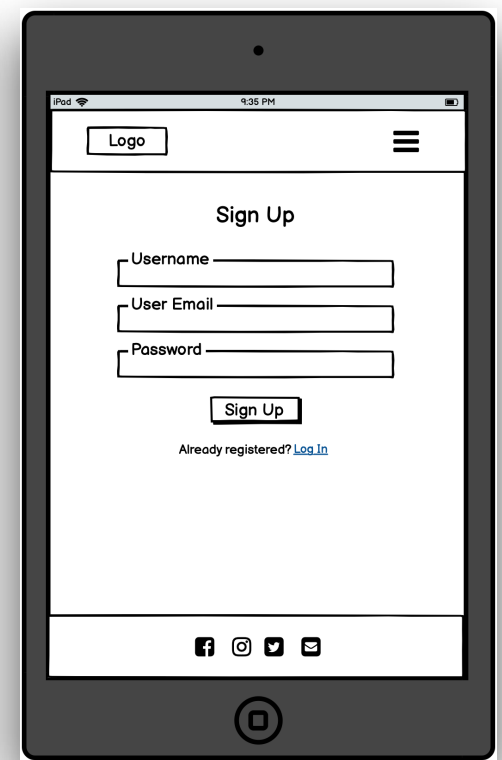 iPad 9:35 PM
Logo
Sign Up
Username
User Email
Password
Sign Up
Already registered? Log In